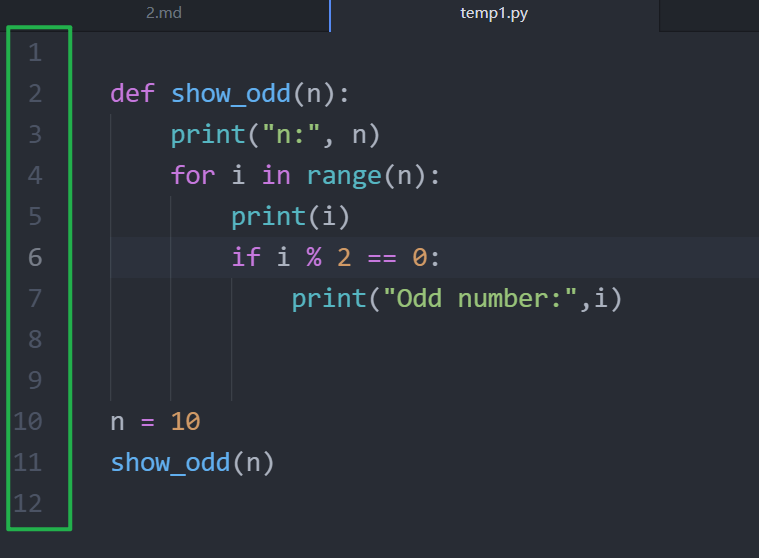 2.md temp1.py
1
2 def show_odd(n):
3 print("n:", n)
4 for i in range(n):
5 print(i)
6 if i % 2 == 0:
7 print("Odd number:",i)
8
9
10 n = 10
11 show_odd(n)
12